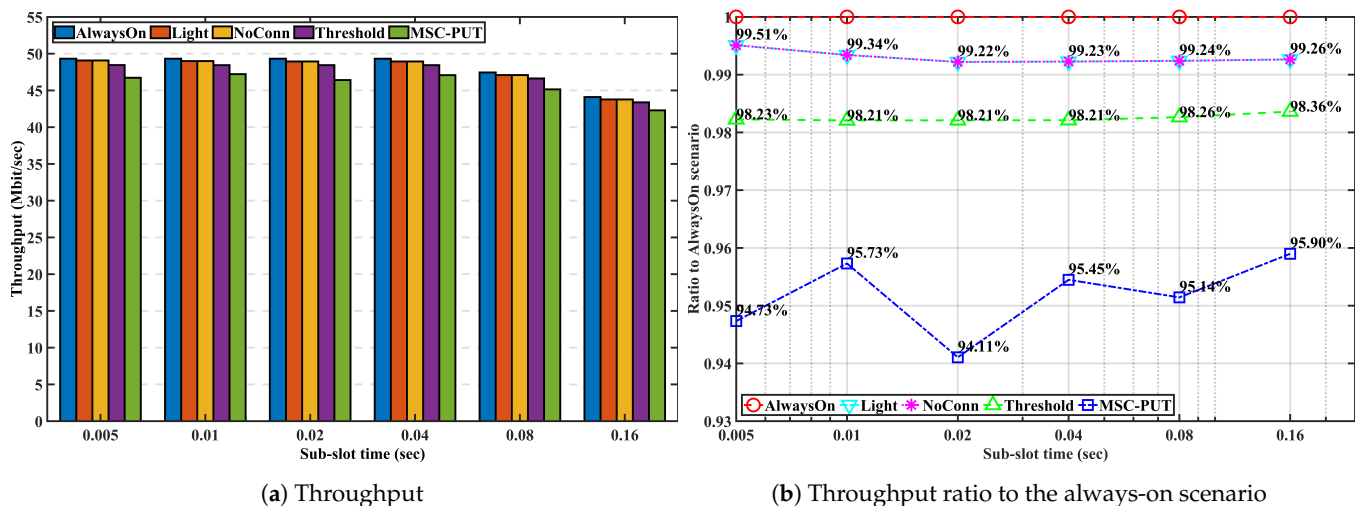 AlwaysOn Light NoConn Threshold MSC-PUT
55
50
45
40
35
30
25
20
15
10
5
0
Throughput (Mbit/sec)
0.005 0.01 0.02 0.04 0.08 0.16
Sub-slot time (sec)
(a) Throughput
1
0.99
0.98
0.97
0.96
0.95
0.94
0.93
Ratio to AlwaysOn scenario
99.51% 99.34% 99.22% 99.23% 99.24% 99.26%
98.23% 98.21% 98.21% 98.21% 98.26% 98.36%
94.73% 95.73% 94.11% 95.45% 95.14% 95.90%
AlwaysOn Light NoConn Threshold MSC-PUT
0.005 0.01 0.02 0.04 0.08 0.16
Sub-slot time (sec)
(b) Throughput ratio to the always-on scenario